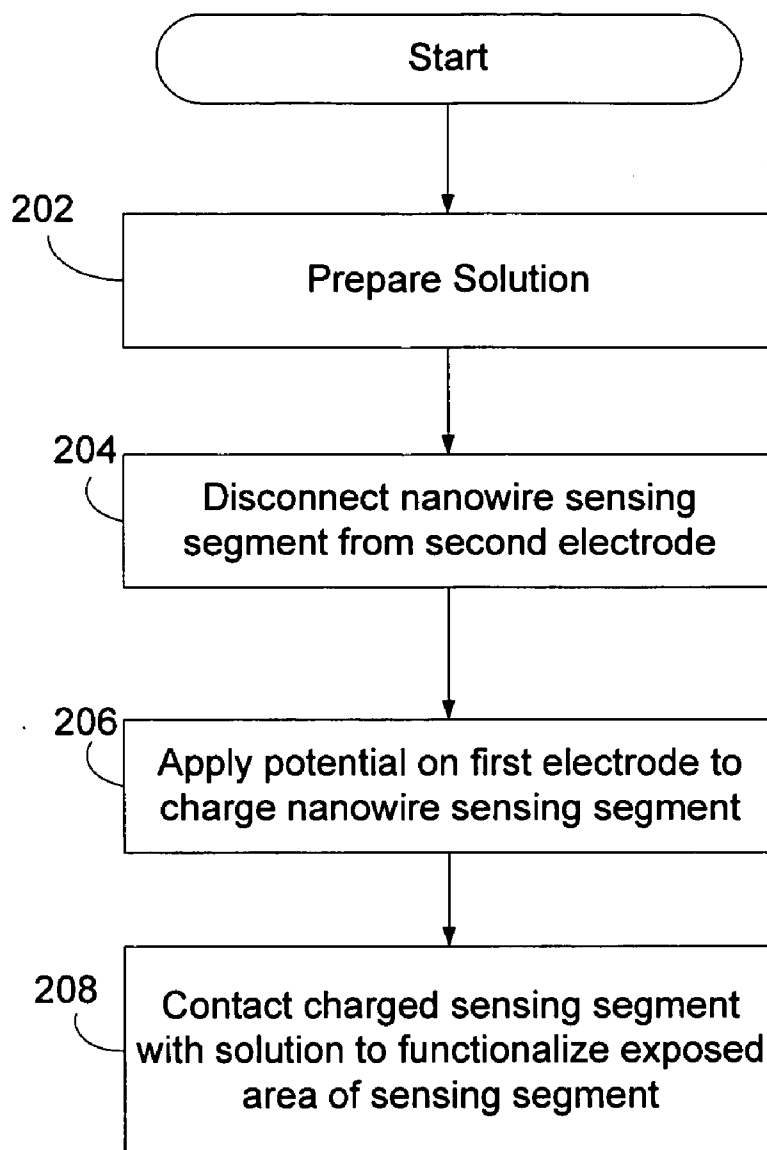 Start
202
Prepare Solution
204
Disconnect nanowire sensing
segment from second electrode
206
Apply potential on first electrode to
charge nanowire sensing segment
208
Contact charged sensing segment
with solution to functionalize exposed
area of sensing segment